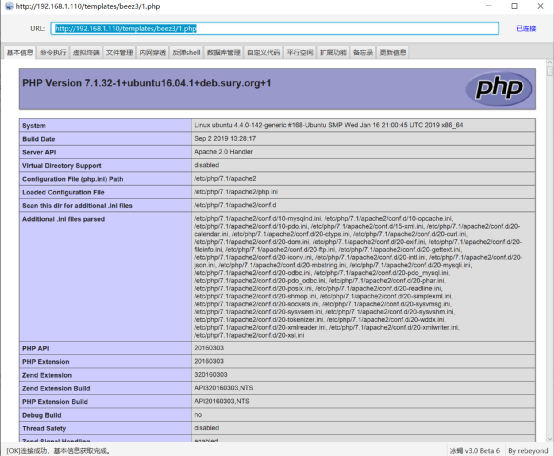 http://192.168.1.110/templates/beez3/1.php
URL: http://192.168.1.110/templates/beez3/1.php 已连接
基本信息 命令执行 虚拟终端 文件管理 内网穿透 反弹shell 数据库管理 自定义代码 平行空间 扩展功能 备忘录 更新信息
PHP Version 7.1.32-1+ubuntu16.04.1+deb.sury.org+1
php
System Linux ubuntu 4.4.0-142-generic #168-Ubuntu SMP Wed Jan 16 21:00:45 UTC 2019 x86_64
Build Date Sep 2 2019 13:28:17
Server API Apache 2.0 Handler
Virtual Directory Support disabled
Configuration File (php.ini) Path /etc/php/7.1/apache2
Loaded Configuration File /etc/php/7.1/apache2/php.ini
Scan this dir for additional .ini files /etc/php/7.1/apache2/conf.d
Additional .ini files parsed /etc/php/7.1/apache2/conf.d/10-mysqlnd.ini, /etc/php/7.1/apache2/conf.d/10-opcache.ini,
/etc/php/7.1/apache2/conf.d/10-pdo.ini, /etc/php/7.1/apache2/conf.d/15-xml.ini, /etc/php/7.1/apache2/conf.d/20-
calendar.ini, /etc/php/7.1/apache2/conf.d/20-ctype.ini, /etc/php/7.1/apache2/conf.d/20-curl.ini,
/etc/php/7.1/apache2/conf.d/20-dom.ini, /etc/php/7.1/apache2/conf.d/20-exif.ini, /etc/php/7.1/apache2/conf.d/20-
fileinfo.ini, /etc/php/7.1/apache2/conf.d/20-ftp.ini, /etc/php/7.1/apache2/conf.d/20-gettext.ini,
/etc/php/7.1/apache2/conf.d/20-iconv.ini, /etc/php/7.1/apache2/conf.d/20-intl.ini, /etc/php/7.1/apache2/conf.d/20-
json.ini, /etc/php/7.1/apache2/conf.d/20-mbstring.ini, /etc/php/7.1/apache2/conf.d/20-mysqli.ini,
/etc/php/7.1/apache2/conf.d/20-odbc.ini, /etc/php/7.1/apache2/conf.d/20-pdo_mysql.ini,
/etc/php/7.1/apache2/conf.d/20-pdo_odbc.ini, /etc/php/7.1/apache2/conf.d/20-phar.ini,
/etc/php/7.1/apache2/conf.d/20-posix.ini, /etc/php/7.1/apache2/conf.d/20-readline.ini,
/etc/php/7.1/apache2/conf.d/20-shmop.ini, /etc/php/7.1/apache2/conf.d/20-simplexml.ini,
/etc/php/7.1/apache2/conf.d/20-sockets.ini, /etc/php/7.1/apache2/conf.d/20-sysvmsg.ini,
/etc/php/7.1/apache2/conf.d/20-sysvsem.ini, /etc/php/7.1/apache2/conf.d/20-sysvshm.ini,
/etc/php/7.1/apache2/conf.d/20-tokenizer.ini, /etc/php/7.1/apache2/conf.d/20-wddx.ini,
/etc/php/7.1/apache2/conf.d/20-xmlreader.ini, /etc/php/7.1/apache2/conf.d/20-xmlwriter.ini,
/etc/php/7.1/apache2/conf.d/20-xsl.ini
PHP API 20160303
PHP Extension 20160303
Zend Extension 320160303
Zend Extension Build API320160303,NTS
PHP Extension Build API20160303,NTS
Debug Build no
Thread Safety disabled
Zend Signal Handling enabled
[OK]连接成功，基本信息获取完成。 冰蝎 v3.0 Beta 6 By rebeyond